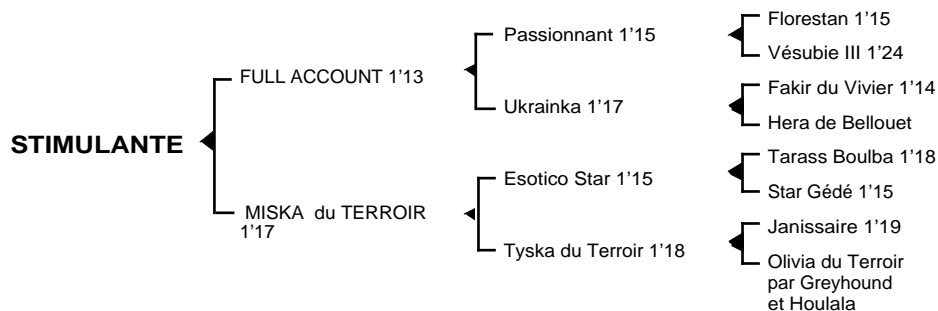 Florestan 1’15
Passionnant 1’15
Vésubie III 1’24
FULL ACCOUNT 1’13
Fakir du Vivier 1’14
Ukrainka 1’17
Hera de Bellouet
STIMULANTE
Tarass Boulba 1’18
Esotico Star 1’15
Star Gédé 1’15
MISKA du TERROIR
1’17
Janissaire 1’19
Tyska du Terroir 1’18
Olivia du Terroir
par Greyhound
et Houlala